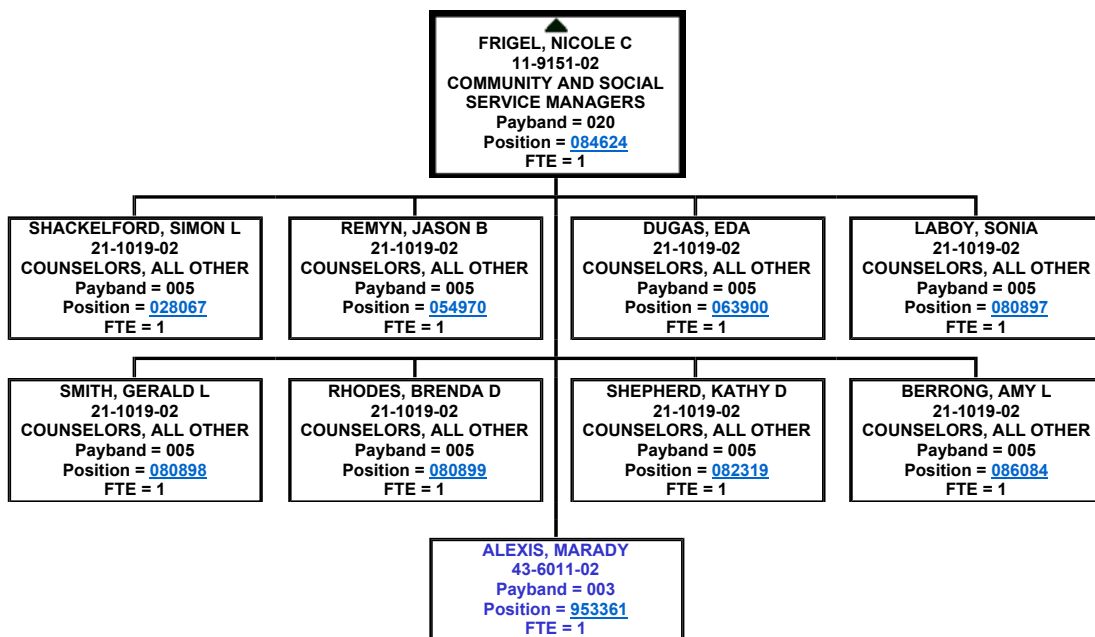 FRIGEL, NICOLE C
11-9151-02
COMMUNITY AND SOCIAL
SERVICE MANAGERS
Payband = 020
Position = 084624
FTE = 1
SHACKELFORD, SIMON L
21-1019-02
COUNSELORS, ALL OTHER
Payband = 005
Position = 028067
FTE = 1
REMYN, JASON B
21-1019-02
COUNSELORS, ALL OTHER
Payband = 005
Position = 054970
FTE = 1
DUGAS, EDA
21-1019-02
COUNSELORS, ALL OTHER
Payband = 005
Position = 063900
FTE = 1
LABOY, SONIA
21-1019-02
COUNSELORS, ALL OTHER
Payband = 005
Position = 080897
FTE = 1
SMITH, GERALD L
21-1019-02
COUNSELORS, ALL OTHER
Payband = 005
Position = 080898
FTE = 1
RHODES, BRENDA D
21-1019-02
COUNSELORS, ALL OTHER
Payband = 005
Position = 080899
FTE = 1
SHEPHERD, KATHY D
21-1019-02
COUNSELORS, ALL OTHER
Payband = 005
Position = 082319
FTE = 1
BERRONG, AMY L
21-1019-02
COUNSELORS, ALL OTHER
Payband = 005
Position = 086084
FTE = 1
ALEXIS, MARADY
43-6011-02
Payband = 003
Position = 953361
FTE = 1